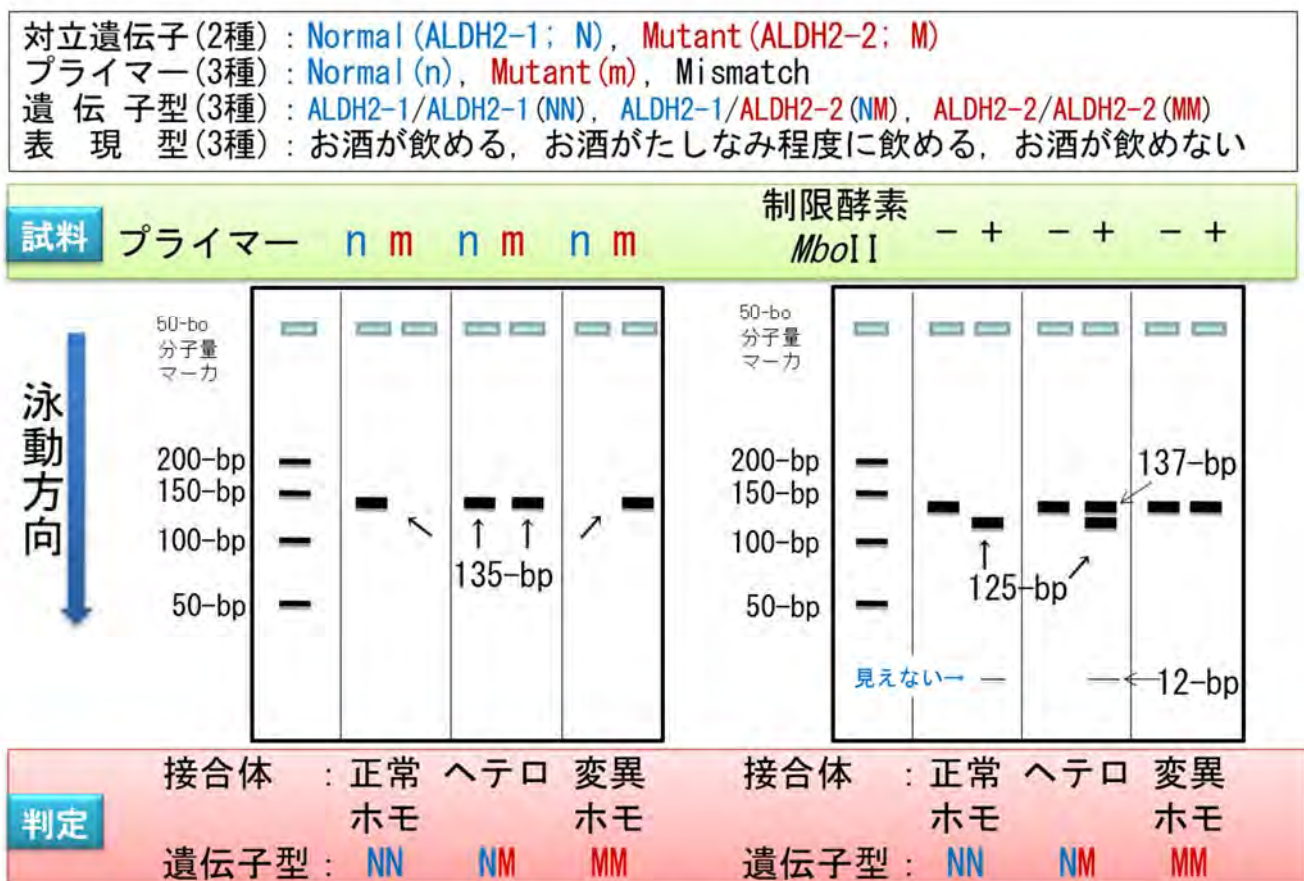 対立遺伝子(2種)：Normal(ALDH2-1; N), Mutant(ALDH2-2; M)
プライマー(3種)：Normal(n), Mutant(m), Mismatch
遺 伝 子型(3種)：ALDH2-1/ALDH2-1(NN), ALDH2-1/ALDH2-2(NM), ALDH2-2/ALDH2-2(MM)
表　現　型(3種)：お酒が飲める, お酒がたしなみ程度に飲める, お酒が飲めない
試料 プライマー n m n m n m
制限酵素
MboII - + - + - +
泳動方向
50-bo
分子量
マーカ
200-bp
150-bp
100-bp
50-bp
135-bp
50-bo
分子量
マーカ
200-bp
150-bp
100-bp
50-bp
137-bp
125-bp
見えない→
12-bp
判定
接合体 ：正常 ヘテロ 変異
ホモ ホモ
遺伝子型： NN NM MM
接合体 ：正常 ヘテロ 変異
ホモ ホモ
遺伝子型： NN NM MM